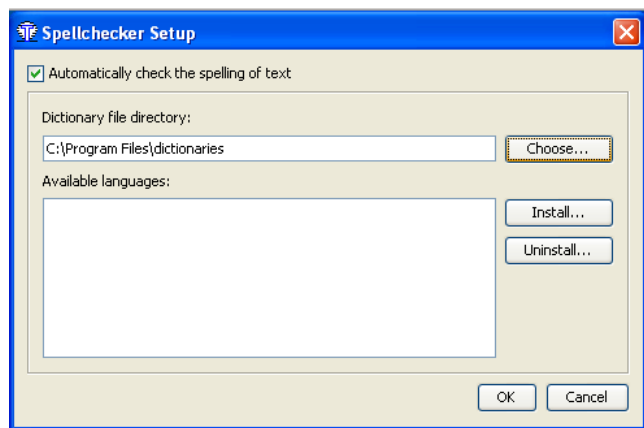 Spellchecker Setup
Automatically check the spelling of text
Dictionary file directory:
C:\Program Files\dictionaries
Choose...
Available languages:
Install...
Uninstall...
OK
Cancel